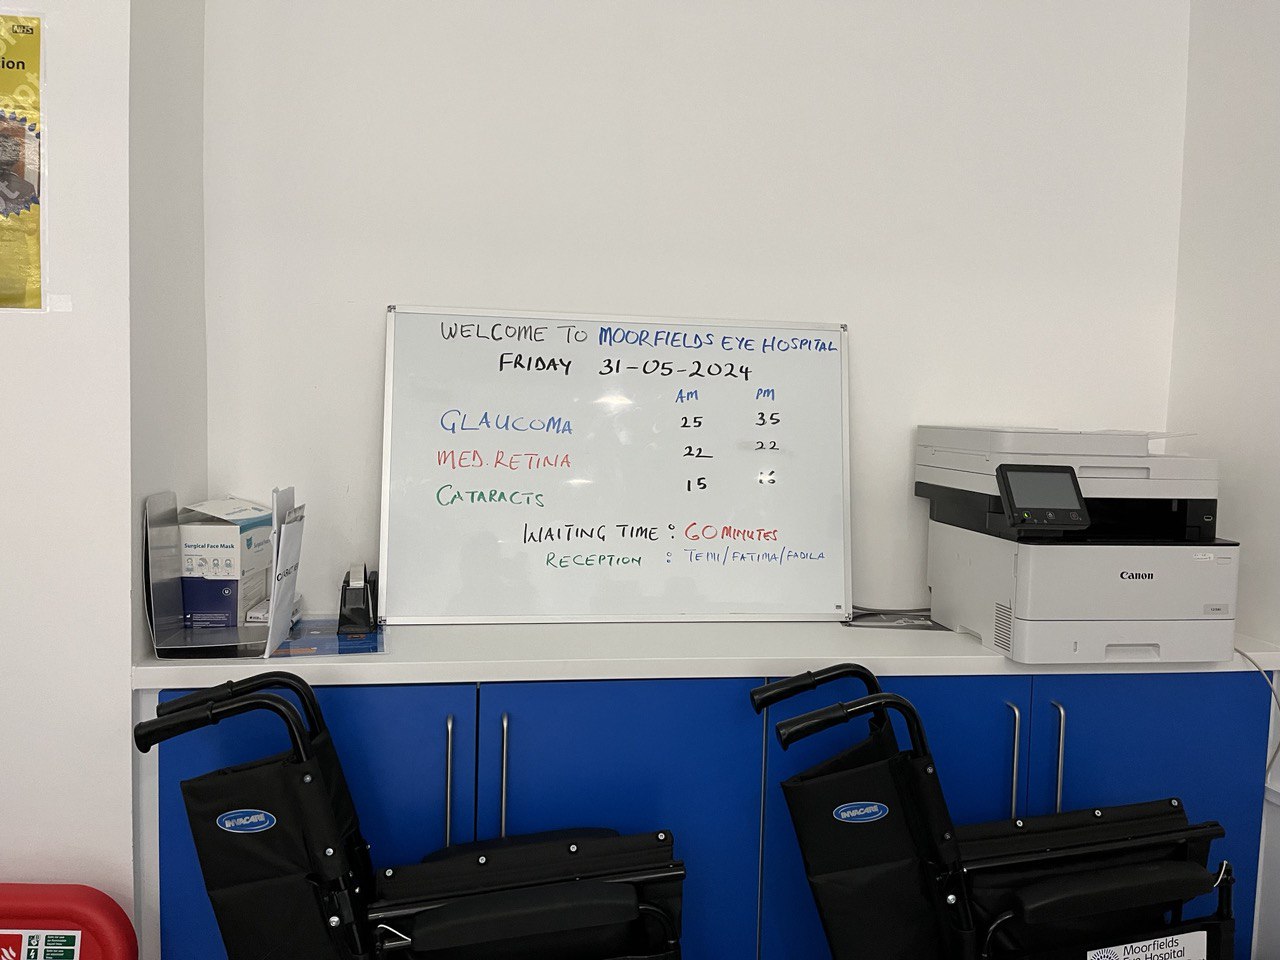 NHS
ion
WELCOME TO MOORFIELDS EYE HOSPITAL
FRIDAY 31-05-2024
AM PM
GLAUCOMA 25 35
MED. RETINA 22 22
CATARACTS 15
WAITING TIME : 60 MINUTES
RECEPTION : TEMI/FATIMA/FADILA
Surgical Face Mask
Canon
INVACARE
INVACARE
Moorfields
Eye Hospital